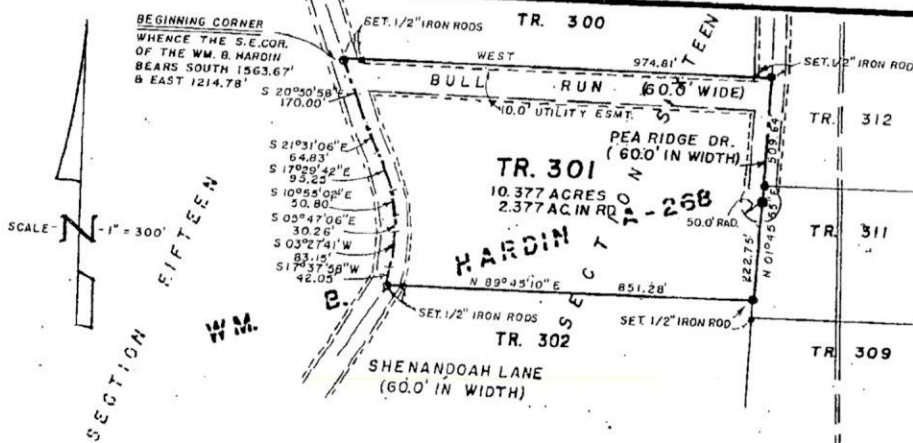 BEGINNING CORNER
WHENCE THE S.E.COR.
OF THE WM. B. HARDIN
BEARS SOUTH 1563.67'
& EAST 1214.78'
SET. 1/2" IRON RODS
TR. 300
WEST
974.81'
SET. 1/2" IRON ROD
BULL RUN (60.0' WIDE)
10.0' UTILITY ESMT.
S 20°50'58"E
170.00'
S 21°31'06"E
64.83'
S 17°29'42"E
95.25'
S 10°55'02"E
50.80'
S 05°47'06"E
30.26'
S 03°27'41"W
83.15'
S 17°37'58"W
42.05'
PEA RIDGE DR.
(60.0' IN WIDTH)
TR. 312
509.64'
TR. 301
10.377 ACRES
2.377 AC. IN RD.
A-268
50.0' RAD.
N 01°45'55"E
222.75'
TR. 311
SCALE-N-1" = 300'
HARDIN
N 89°45'10" E 851.28'
SET. 1/2" IRON RODS
SET 1/2" IRON ROD
TR. 302
TR. 309
WM. B.
SHENANDOAH LANE
(60.0' IN WIDTH)
SECTION FIFTEEN
SECTION
TEEN